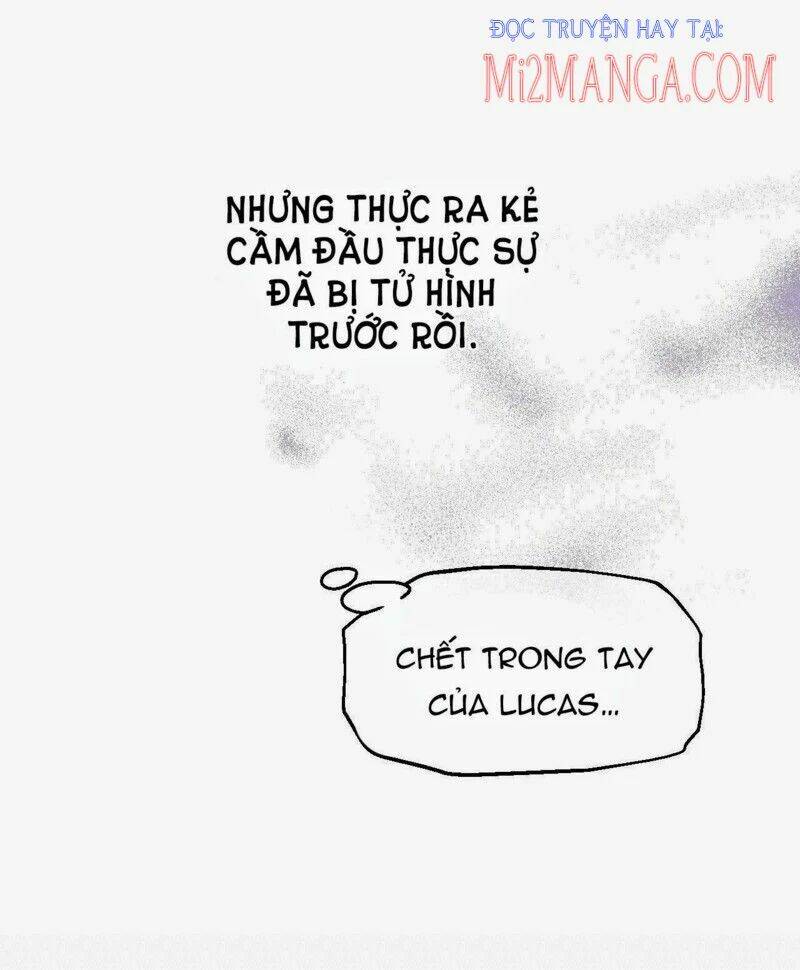 ĐỌC TRUYỆN HAY TẠI:
MI2MANGA.COM
NHƯNG THỰC RA KẺ
CẦM ĐẦU THỰC SỰ
ĐÃ BỊ TỬ HÌNH
TRƯỚC RỒI.
CHẾT TRONG TAY
CỦA LUCAS...